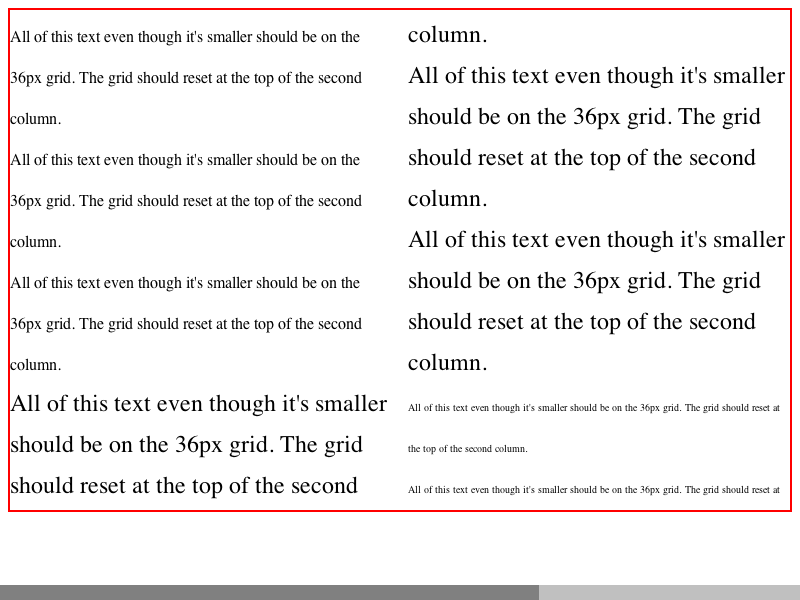 All of this text even though it's smaller should be on the
36px grid. The grid should reset at the top of the second
column.
All of this text even though it's smaller should be on the
36px grid. The grid should reset at the top of the second
column.
All of this text even though it's smaller should be on the
36px grid. The grid should reset at the top of the second
column.
All of this text even though it's smaller
should be on the 36px grid. The grid
should reset at the top of the second
column.
All of this text even though it's smaller
should be on the 36px grid. The grid
should reset at the top of the second
column.
All of this text even though it's smaller
should be on the 36px grid. The grid
should reset at the top of the second
column.
All of this text even though it's smaller should be on the 36px grid. The grid should reset at
the top of the second column.
All of this text even though it's smaller should be on the 36px grid. The grid should reset at